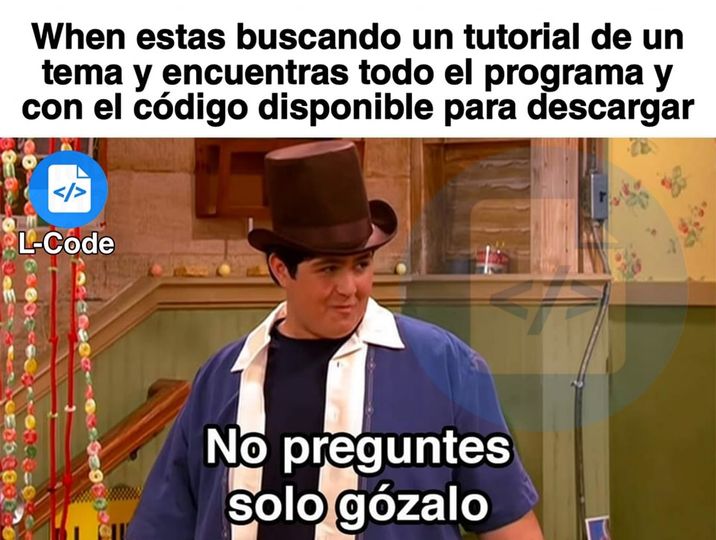 When estas buscando un tutorial de un
tema y encuentras todo el programa y
con el código disponible para descargar
</>
L-Code
</>
No preguntes
solo gózalo